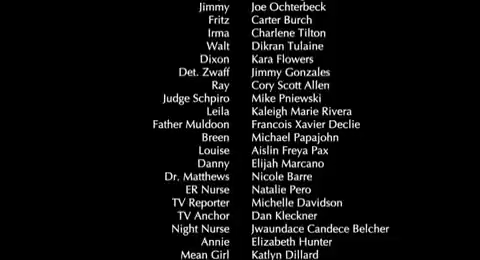 Jimmy Joe Ochterbeck
Fritz Carter Burch
Irma Charlene Tilton
Walt Dikran Tulaine
Dixon Kara Flowers
Det. Zwaff Jimmy Gonzales
Ray Cory Scott Allen
Judge Schpiro Mike Pniewski
Leila Kaleigh Marie Rivera
Father Muldoon Francois Xavier Declie
Breen Michael Papajohn
Louise Aislin Freya Pax
Danny Elijah Marcano
Dr. Matthews Nicole Barre
ER Nurse Natalie Pero
TV Reporter Michelle Davidson
TV Anchor Dan Kleckner
Night Nurse Jwaundace Candece Belcher
Annie Elizabeth Hunter
Mean Girl Katlyn Dillard